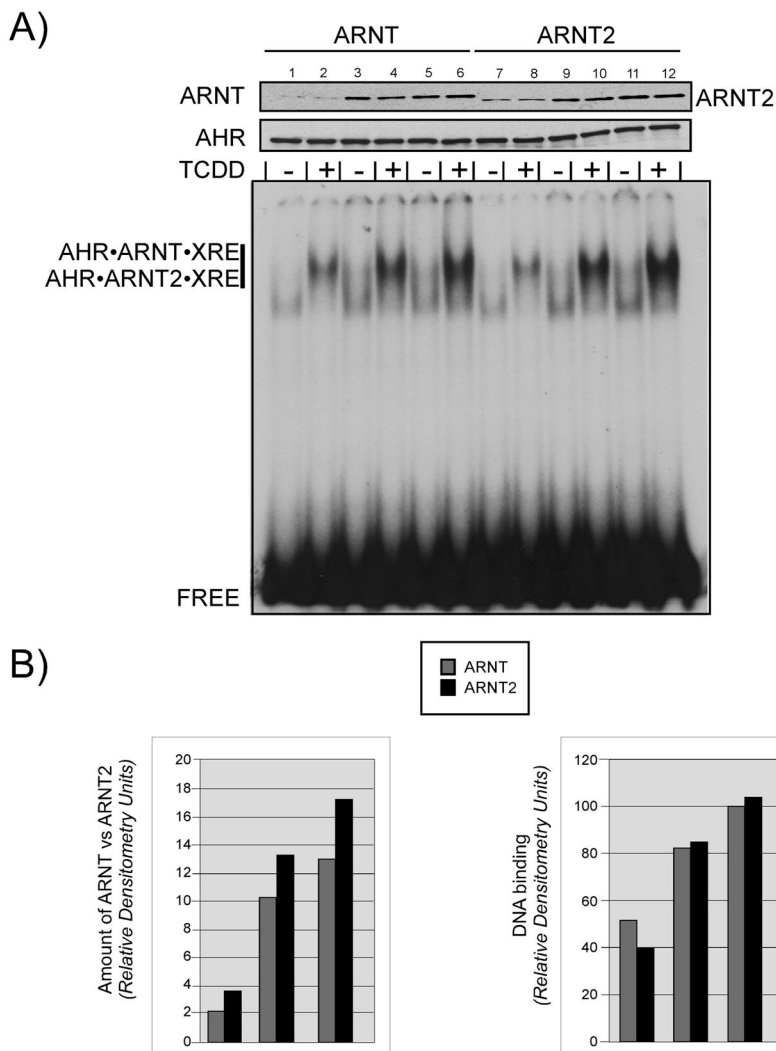 A)
ARNT ARNT2
1 2 3 4 5 6 7 8 9 10 11 12
ARNT ARNT2
AHR
TCDD - + - + - + - + - + - +
AHR•ARNT•XRE
AHR•ARNT2•XRE
FREE
B)
ARNT
ARNT2
Amount of ARNT vs ARNT2
(Relative Densitometry Units)
20
18
16
14
12
10
8
6
4
2
0
DNA binding
(Relative Densitometry Units)
120
100
80
60
40
20
0